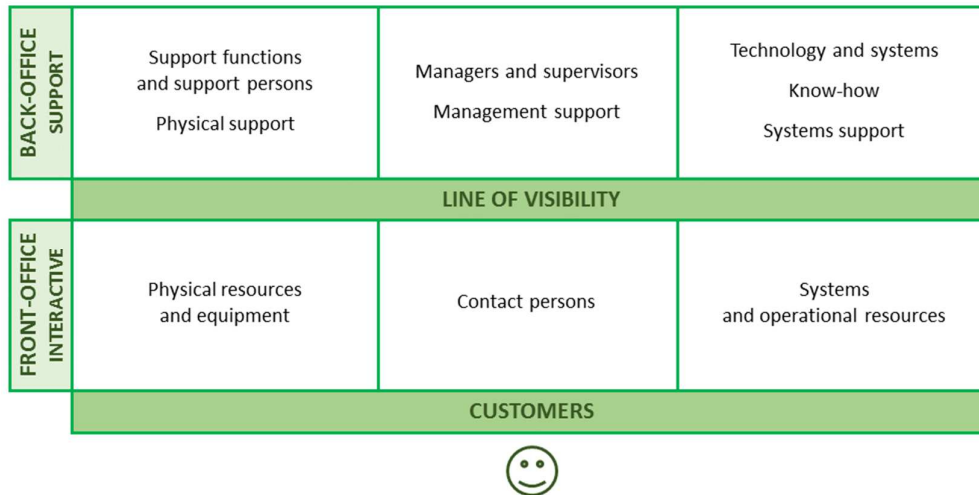 BACK-OFFICE
SUPPORT
Support functions
and support persons
Physical support
Managers and supervisors
Management support
Technology and systems
Know-how
Systems support
LINE OF VISIBILITY
FRONT-OFFICE
INTERACTIVE
Physical resources
and equipment
Contact persons
Systems
and operational resources
CUSTOMERS